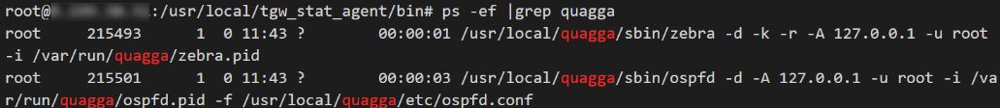 root@:/usr/local/tgw_stat_agent/bin# ps -ef |grep quagga
root     215493       1  0 11:43 ?        00:00:01 /usr/local/quagga/sbin/zebra -d -k -r -A 127.0.0.1 -u root
-i /var/run/quagga/zebra.pid
root     215501       1  0 11:43 ?        00:00:03 /usr/local/quagga/sbin/ospfd -d -A 127.0.0.1 -u root -i /va
r/run/quagga/ospfd.pid -f /usr/local/quagga/etc/ospfd.conf